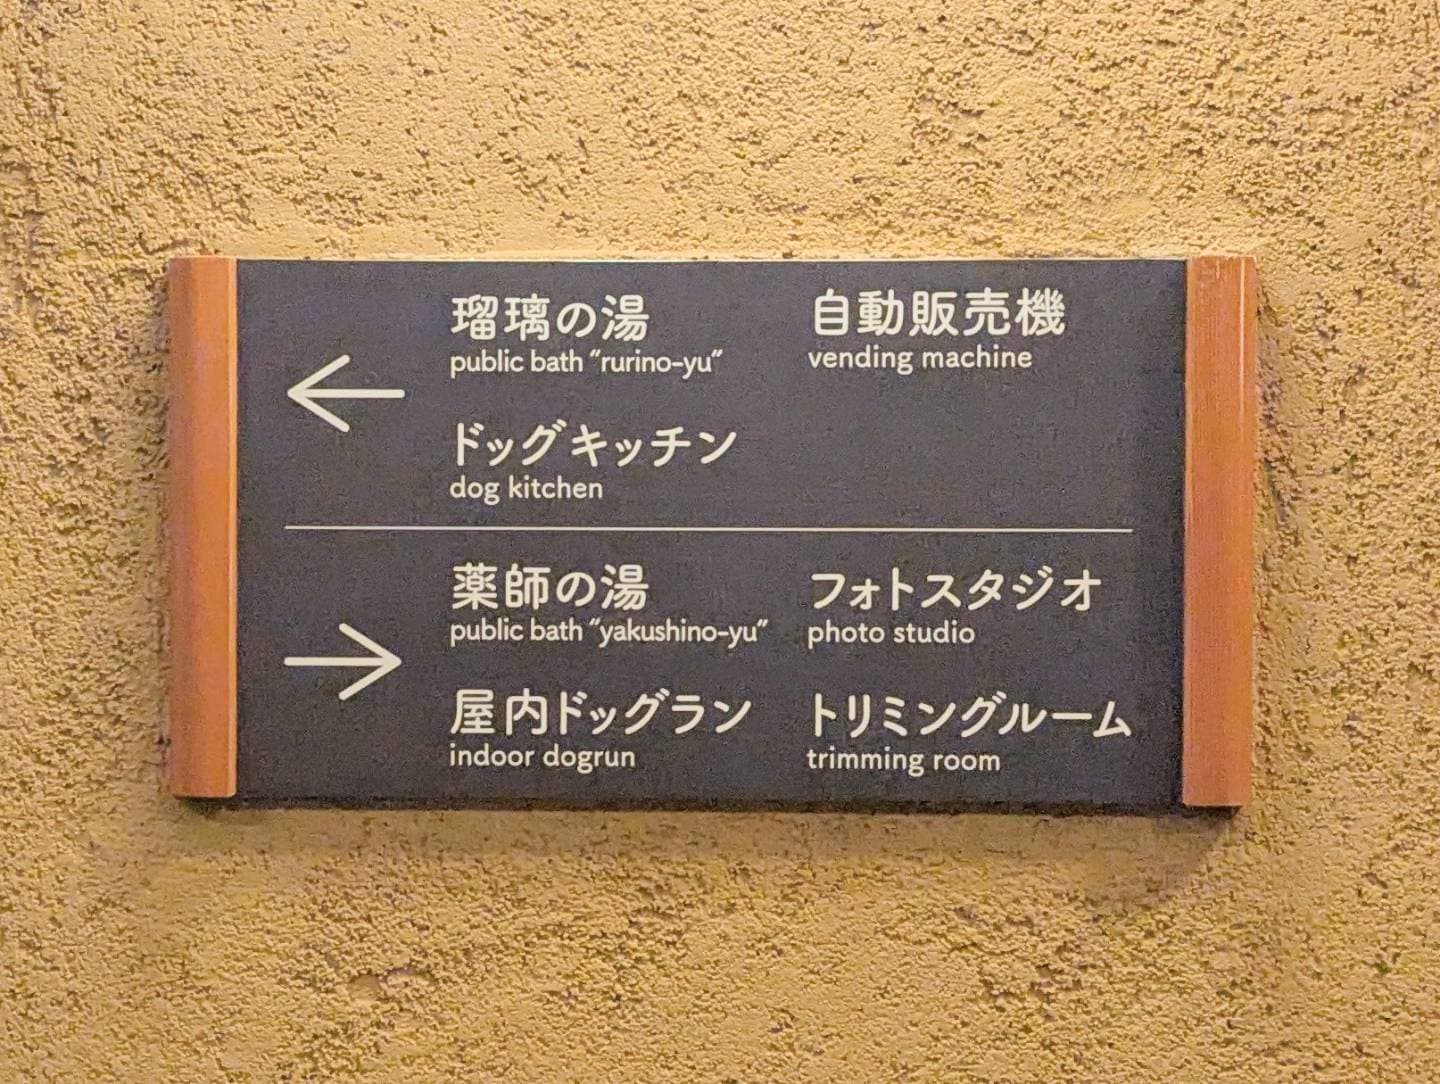 瑠璃の湯
public bath “rurino-yu”
自動販売機
vending machine
ドッグキッチン
dog kitchen
薬師の湯
public bath “yakushino-yu”
フォトスタジオ
photo studio
屋内ドッグラン
indoor dogrun
トリミングルーム
trimming room